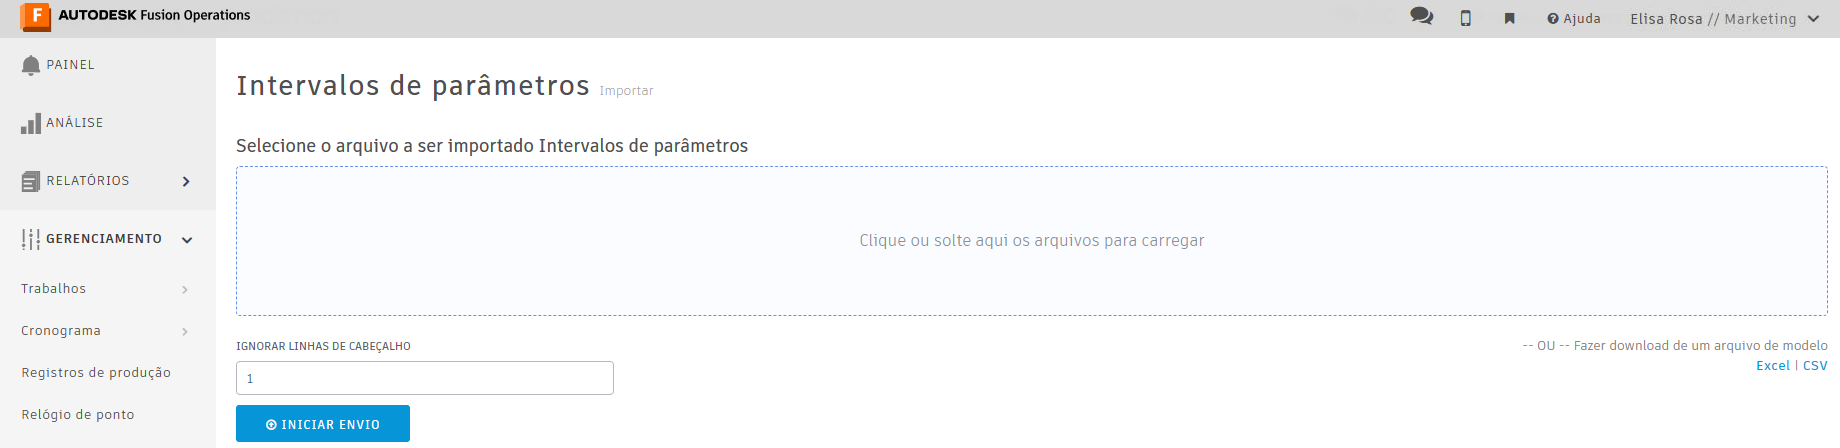 AUTODESK Fusion Operations
Ajuda
Elisa Rosa // Marketing
PAINEL
ANÁLISE
RELATÓRIOS
GERENCIAMENTO
Trabalhos
Cronograma
Registros de produção
Relógio de ponto
Intervalos de parâmetros Importar
Selecione o arquivo a ser importado Intervalos de parâmetros
Clique ou solte aqui os arquivos para carregar
IGNORAR LINHAS DE CABEÇALHO
1
INICIAR ENVIO
-- OU -- Fazer download de um arquivo de modelo
Excel | CSV